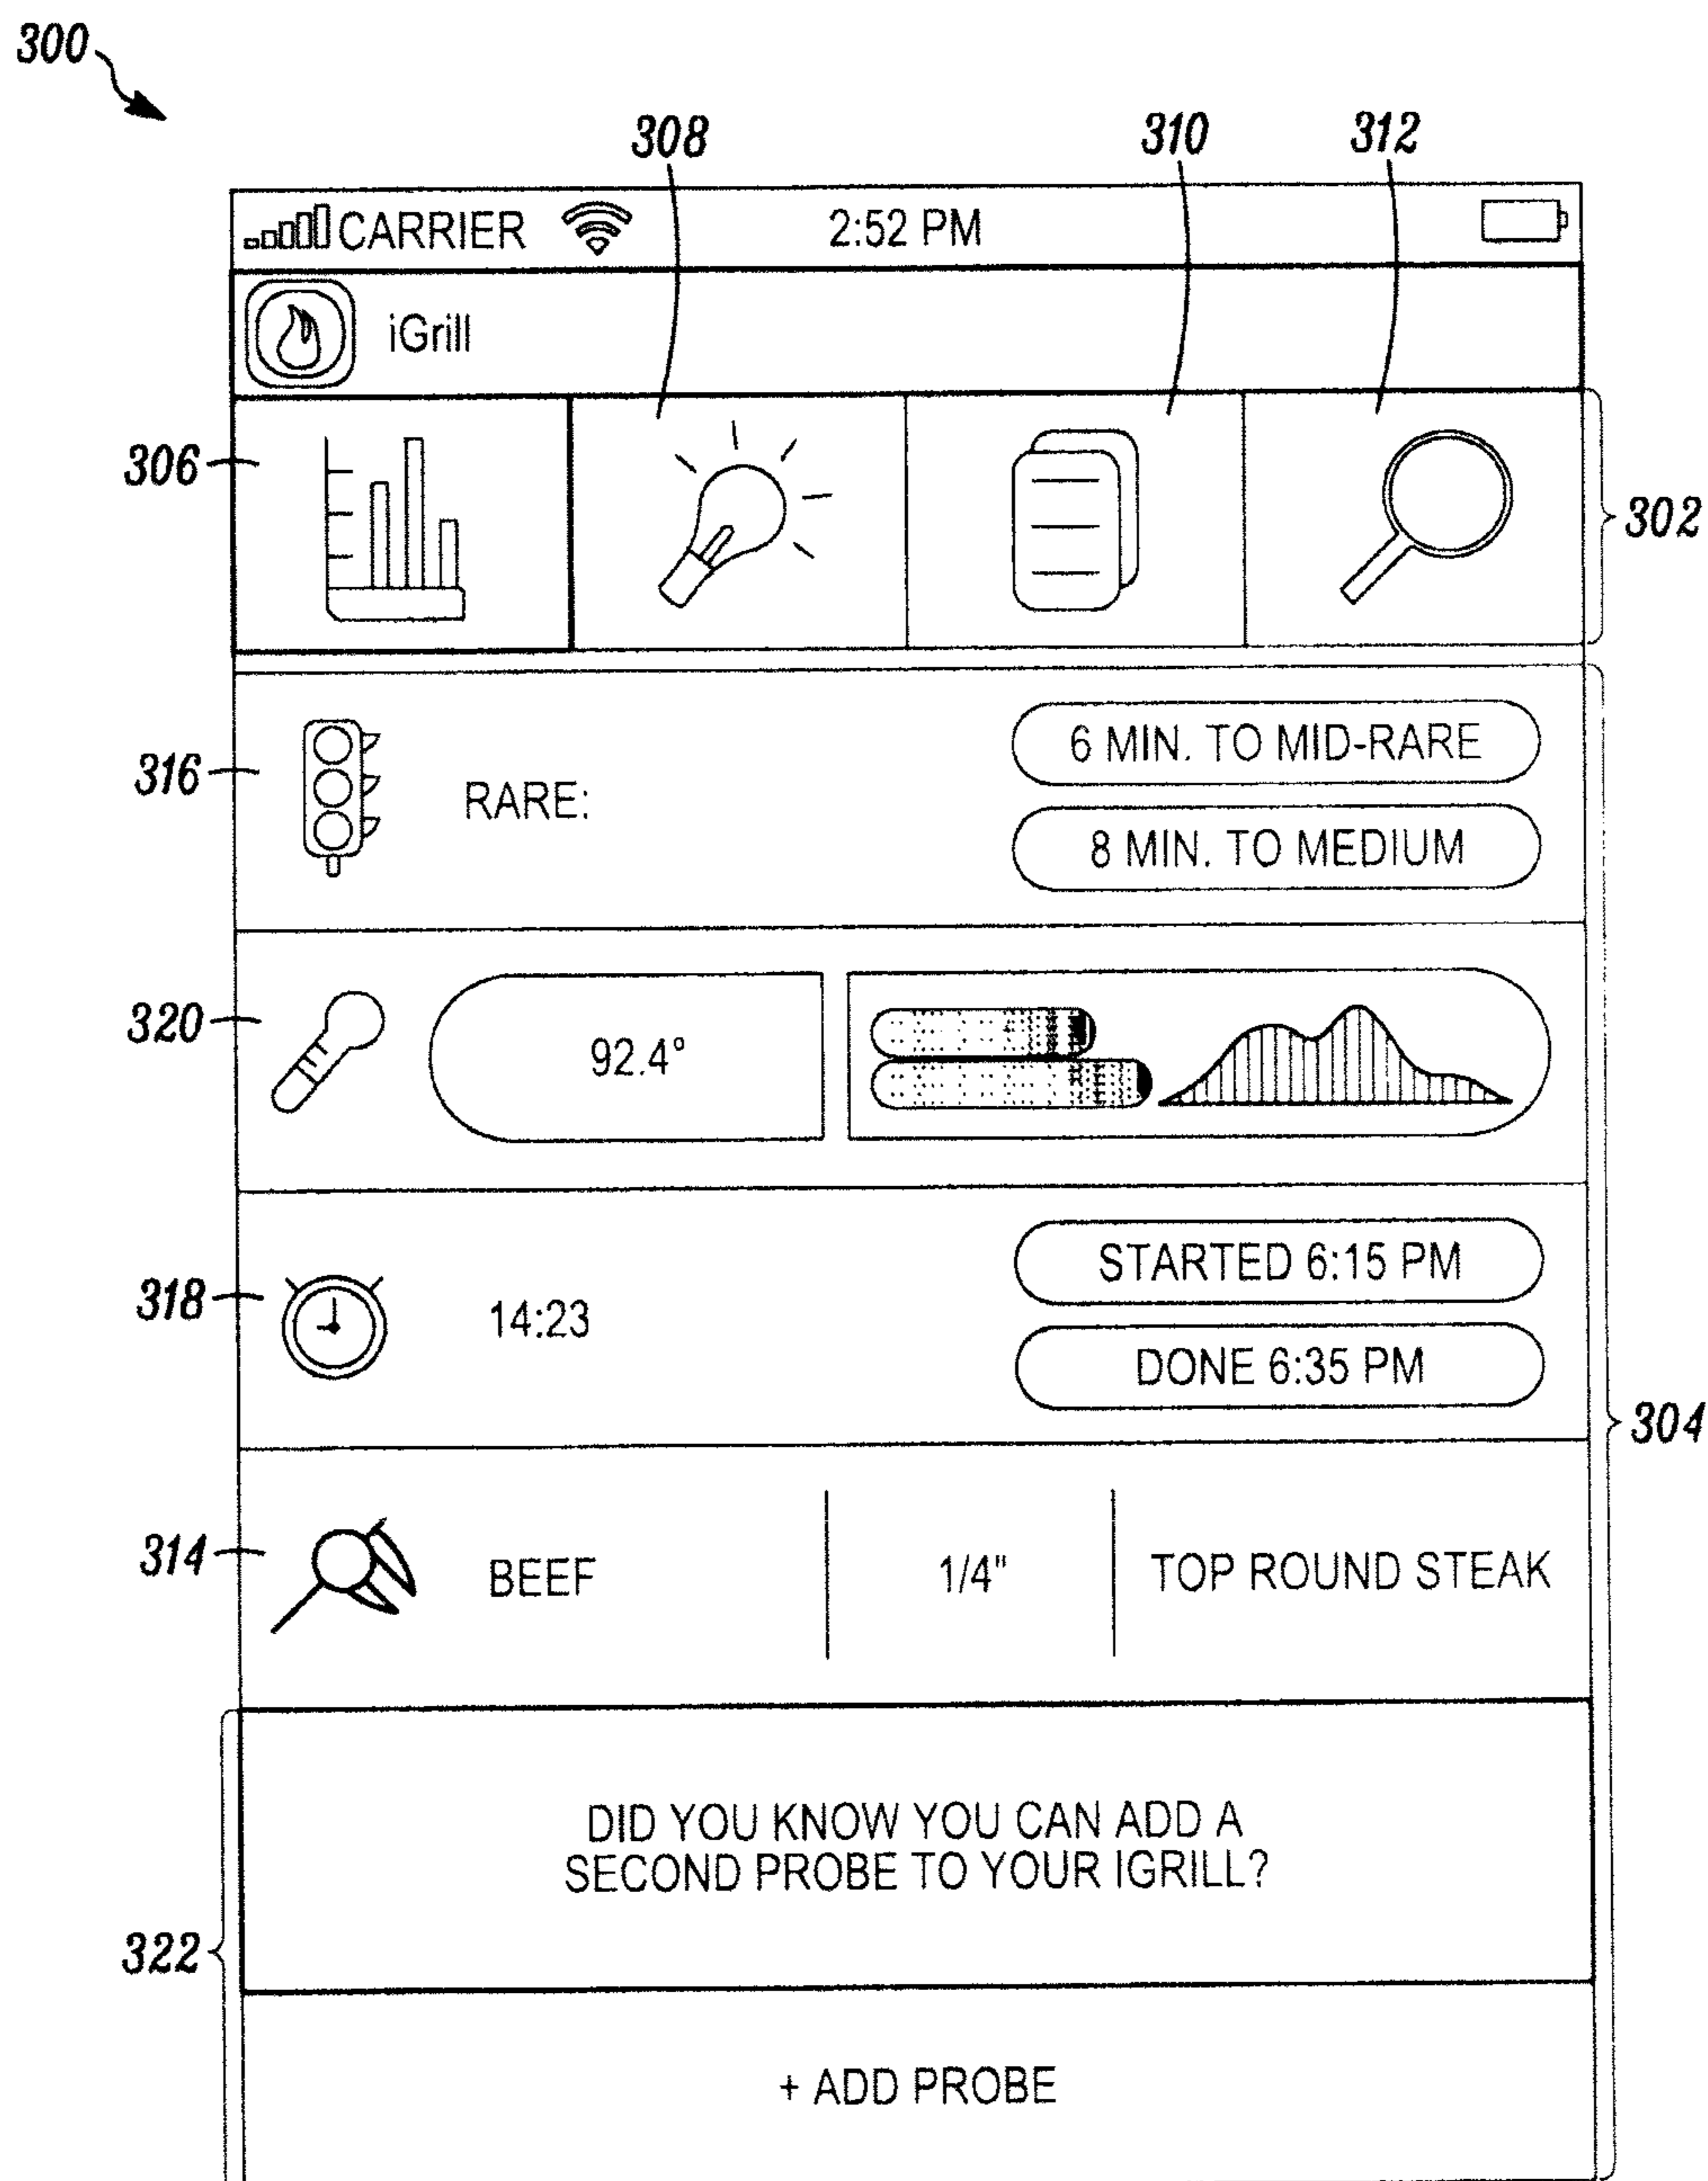 300
308
310
312
CARRIER 2:52 PM
iGrill
306
302
316
RARE:
6 MIN. TO MID-RARE
8 MIN. TO MEDIUM
320
92.4°
318
14:23
STARTED 6:15 PM
DONE 6:35 PM
304
314
BEEF 1/4" TOP ROUND STEAK
DID YOU KNOW YOU CAN ADD A
SECOND PROBE TO YOUR IGRILL?
322
+ ADD PROBE